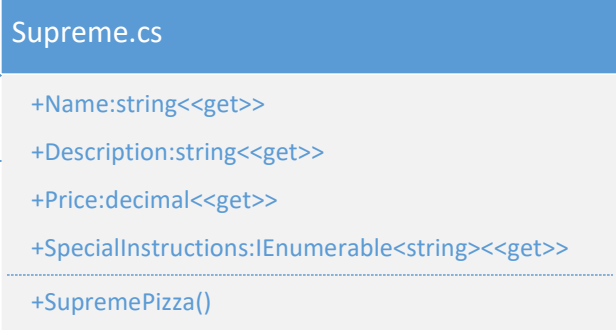 Supreme.cs
+Name:string<<get>>
+Description:string<<get>>
+Price:decimal<<get>>
+SpecialInstructions:IEnumerable<string><<get>>
+SupremePizza()